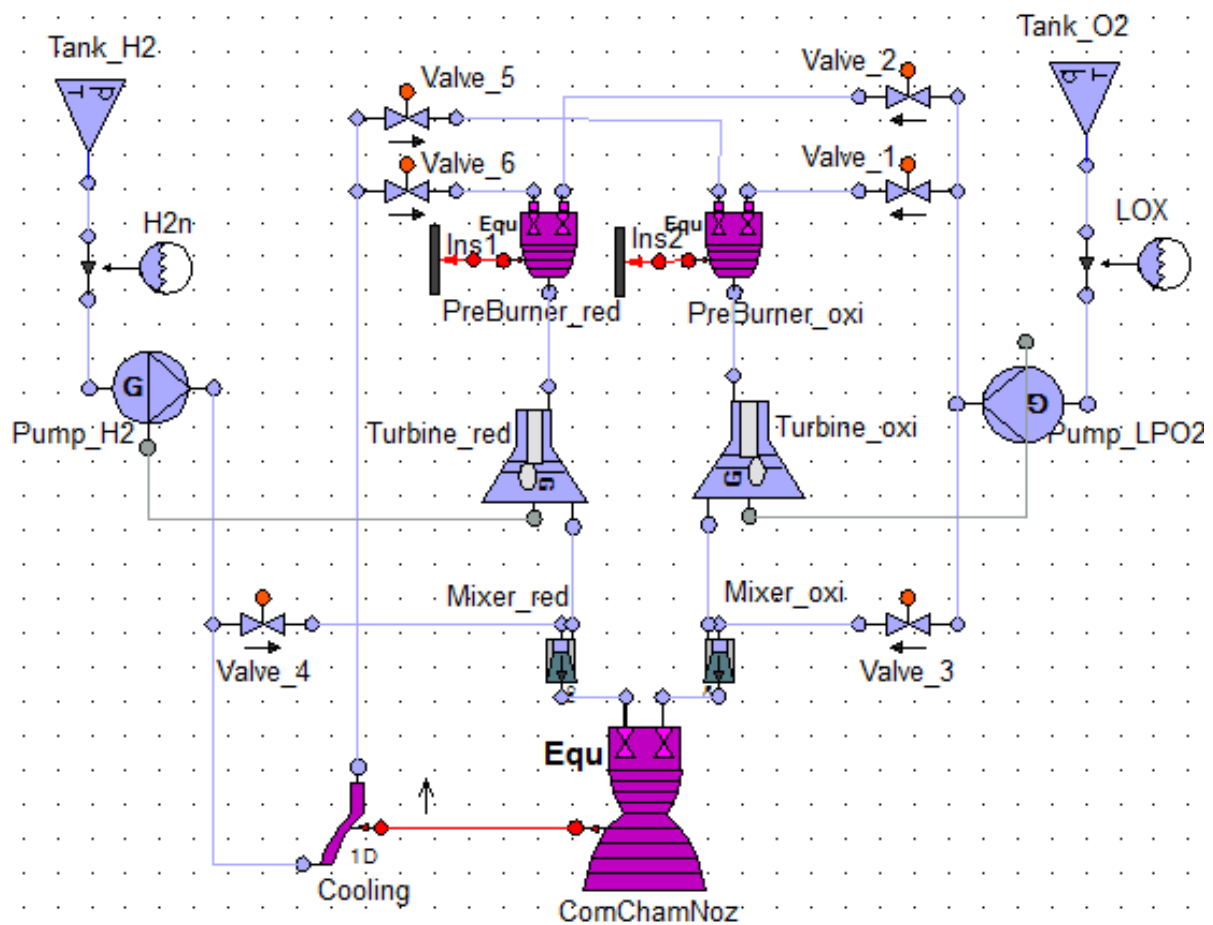 Tank_H2
Tank_O2
Valve_5
Valve_2
Valve_6
Valve_1
H2n
LOX
Equ
Ins1
Equ
Ins2
PreBurner_red
PreBurner_oxi
G
G
Pump_H2
Turbine_red
Turbine_oxi
Pump_LPO2
G
G
Mixer_red
Mixer_oxi
Valve_4
Valve_3
Equ
1D
Cooling
ComChamNoz